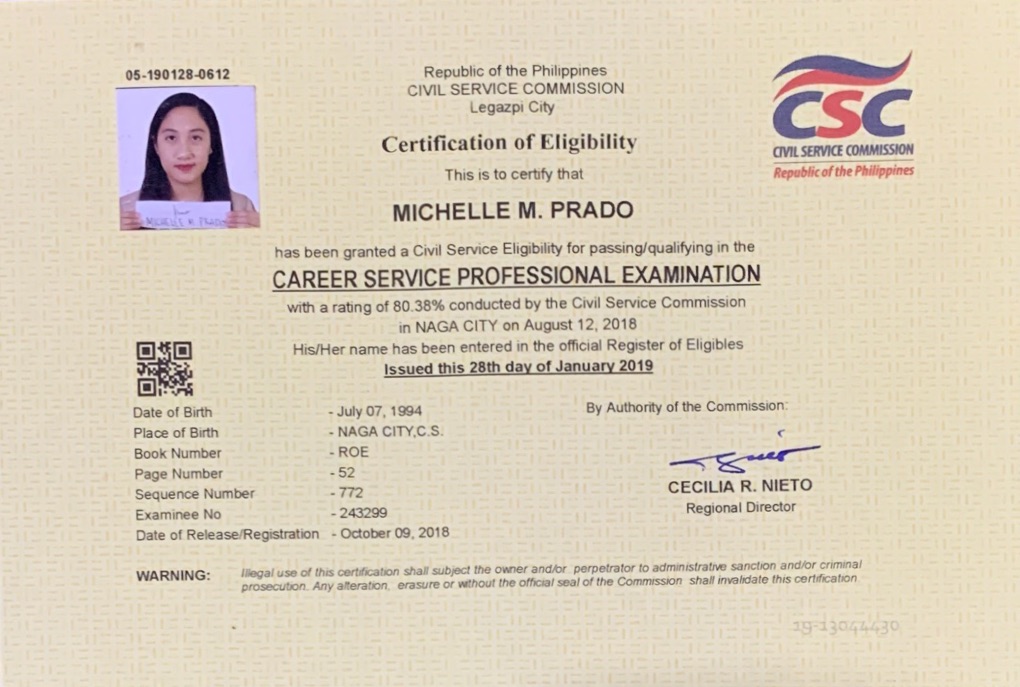 05-190128-0612
Republic of the Philippines
CIVIL SERVICE COMMISSION
Legazpi City
CSC
CIVIL SERVICE COMMISSION
Republic of the Philippines
Certification of Eligibility
This is to certify that
MICHELLE M. PRADO
MICHELLE M. PRADO
has been granted a Civil Service Eligibility for passing/qualifying in the
CAREER SERVICE PROFESSIONAL EXAMINATION
with a rating of 80.38% conducted by the Civil Service Commission
in NAGA CITY on August 12, 2018
His/Her name has been entered in the official Register of Eligibles
Issued this 28th day of January 2019
Date of Birth - July 07, 1994
Place of Birth - NAGA CITY,C.S.
Book Number - ROE
Page Number - 52
Sequence Number - 772
Examinee No - 243299
Date of Release/Registration - October 09, 2018
By Authority of the Commission:
CECILIA R. NIETO
Regional Director
WARNING: Illegal use of this certification shall subject the owner and/or perpetrator to administrative sanction and/or criminal
prosecution. Any alteration, erasure or without the official seal of the Commission shall invalidate this certification
19-13044430